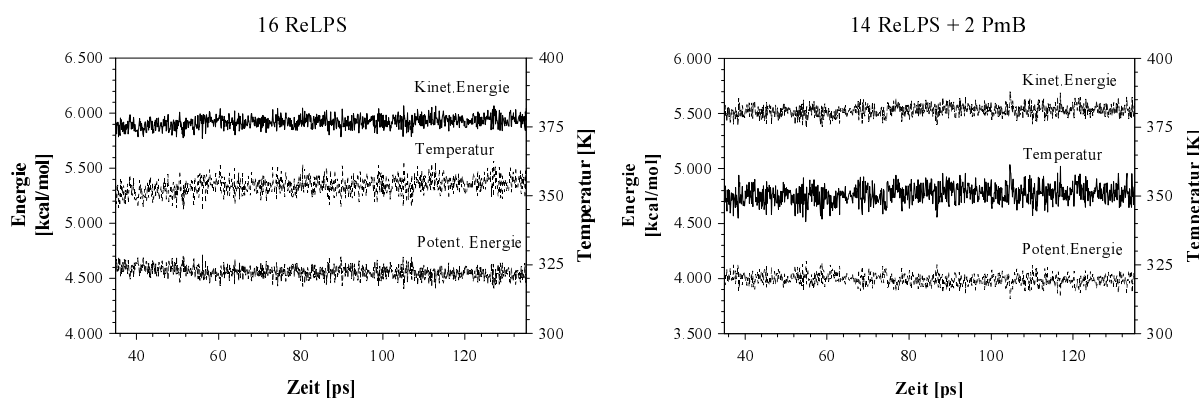 16 ReLPS
6.500
6.000
5.500
5.000
4.500
4.000
Energie
[kcal/mol]
Kinet.Energie
Temperatur
Potent. Energie
400
375
350
325
300
Temperatur [K]
40 60 80 100 120
Zeit [ps]
14 ReLPS + 2 PmB
6.000
5.500
5.000
4.500
4.000
3.500
Energie
[kcal/mol]
Kinet.Energie
Temperatur
Potent.Energie
400
375
350
325
300
Temperatur [K]
40 60 80 100 120
Zeit [ps]